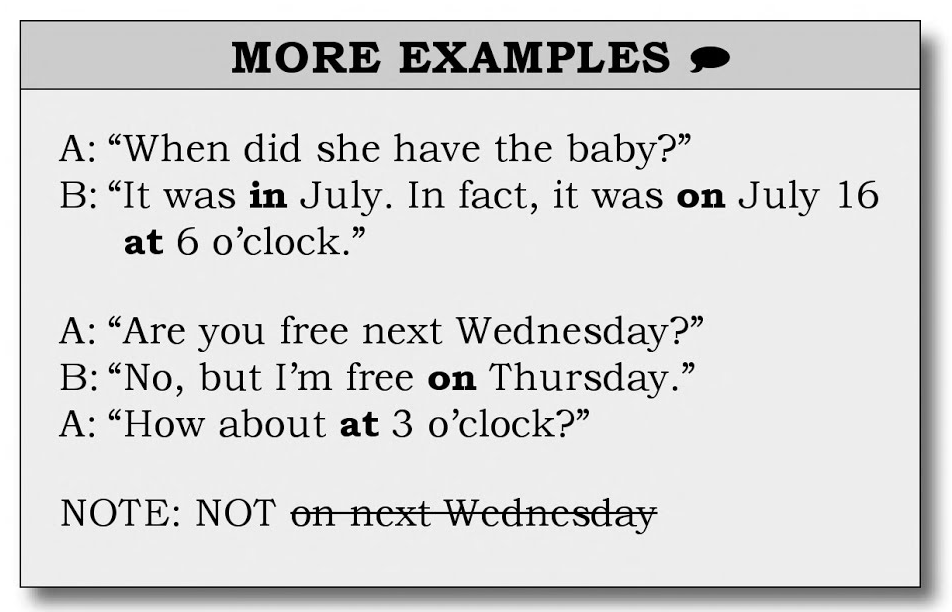 MORE EXAMPLES
A: “When did she have the baby?”
B: “It was in July. In fact, it was on July 16
at 6 o’clock.”
A: “Are you free next Wednesday?”
B: “No, but I’m free on Thursday.”
A: “How about at 3 o’clock?”
NOTE: NOT on next Wednesday